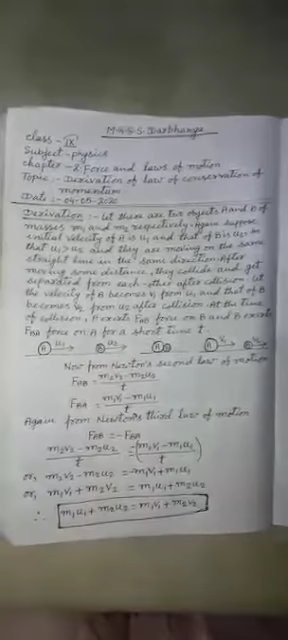 M.A.S.S Darbhanga
Class - IX
Subject - physics
chapter - 2 Force and laws of motion
Topic :- Derivation of law of conservation of
momentum
Date :- 04-05-2020
Derivation :- let there are two objects A and B of
masses m₁ and m₂ respectively. Again suppose
initial velocity of A is u₁ and that of B is u₂. So
that u₁ > u₂ and they are moving on the same
straight line in the same direction. After
moving some distance, they collide and get
separated from each other after collision. let
the velocity of A becomes v₁ from u₁ and that of B
becomes v₂ from u₂ after collision. At the time
of collision, A exerts FAB force on B and B exerts
FBA force on A for a short time t.
A u₁ B u₂ A B A v₁ B v₂
Now from Newton's second law of motion
FAB = m₂v₂ - m₂u₂ / t
FBA = m₁v₁ - m₁u₁ / t
Again from Newton's third law of motion
FAB = - FBA
m₂v₂ - m₂u₂ / t = - (m₁v₁ - m₁u₁ / t)
or, m₂v₂ - m₂u₂ = - m₁v₁ + m₁u₁
or, m₁v₁ + m₂v₂ = m₁u₁ + m₂u₂
∴ m₁u₁ + m₂u₂ = m₁v₁ + m₂v₂